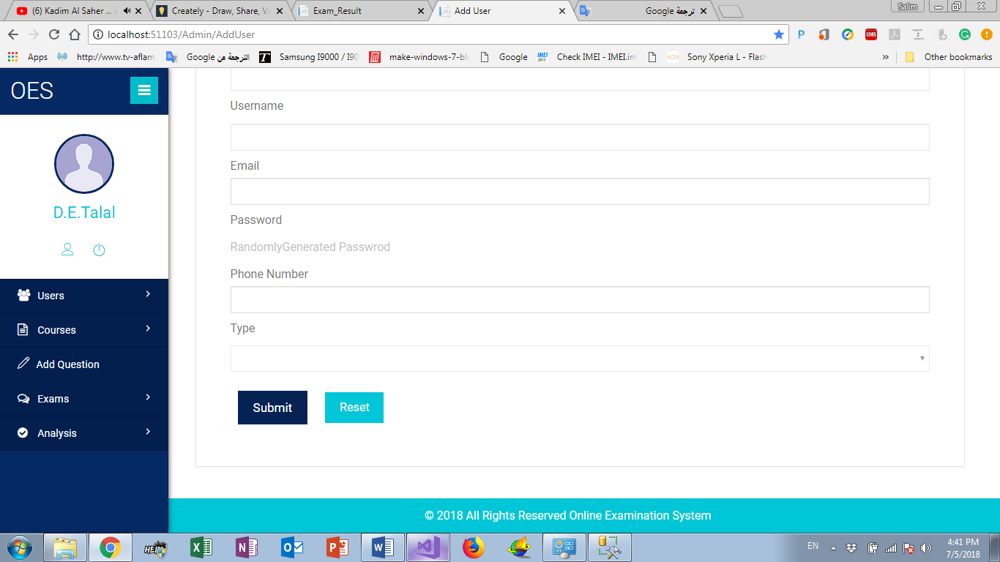 (6) Kadim Al Saher ... A
Creately - Draw, Share, Va
Exam_Result
Add User
ترجمة Google
Salim
localhost:51103/Admin/AddUser
Apps
http://www.tv-aflam
الترجمة من Google
Samsung I9000 / I90
make-windows-7-bl
Google
Check IMEI - IMEI.inf
Sony Xperia L - Flash
»
Other bookmarks
OES
D.E.Talal
Users
Courses
Add Question
Exams
Analysis
Username
Email
Password
RandomlyGenerated Passwrod
Phone Number
Type
Submit
Reset
© 2018 All Rights Reserved Online Examination System
EN
4:41 PM
7/5/2018